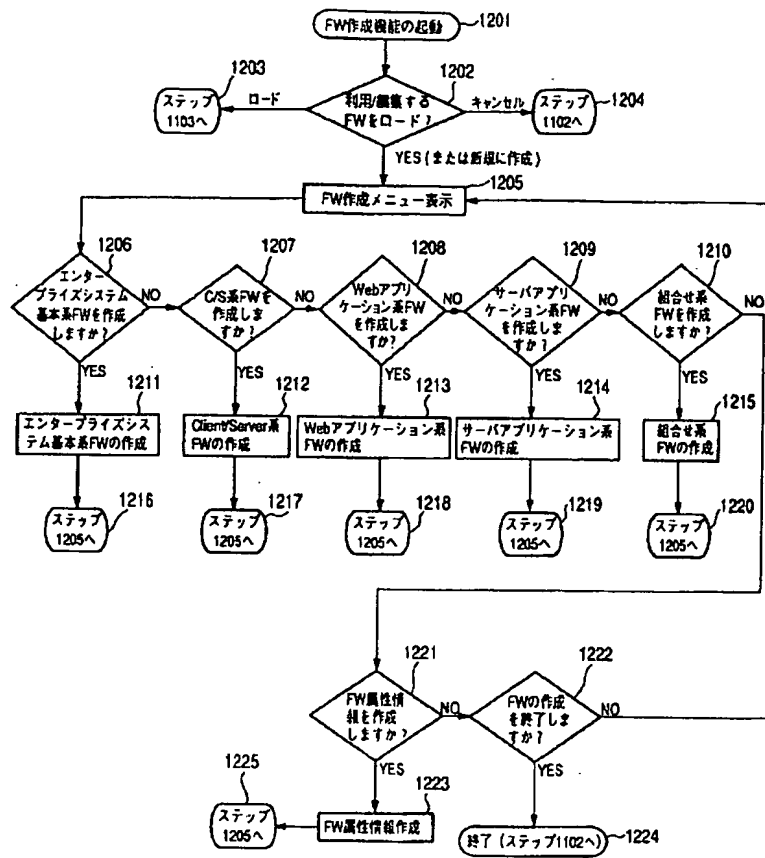 FW作成機能の起動
1201
1203
1202
1204
ステップ
1103へ
ロード
利用/編集する
FWをロード?
キャンセル
ステップ
1102へ
YES(または新規に作成)
1205
FW作成メニュー表示
1206
1207
1208
1209
1210
エンター
プライズシステム
基本系FWを作成
しますか?
NO
C/S系FWを
作成しま
すか?
NO
Webアプリ
ケーション系FW
を作成しま
すか?
NO
サーバアプリ
ケーション系FW
を作成しま
すか?
NO
組合せ系
FWを作成
しますか?
NO
YES
YES
YES
YES
YES
1211
1212
1213
1214
1215
エンタープライズシス
テム基本系FWの作成
Client/Server系
FWの作成
Webアプリケーション系
FWの作成
サーバアプリケーション系
FWの作成
組合せ系
FWの作成
ステップ
1205へ
1216
ステップ
1205へ
1217
ステップ
1205へ
1218
ステップ
1205へ
1219
ステップ
1205へ
1220
1221
1222
FW属性情
報を作成
しますか?
NO
FWの作成
を終了しま
すか?
NO
YES
YES
1225
1223
ステップ
1205へ
FW属性情報作成
終了(ステップ1102へ)
1224